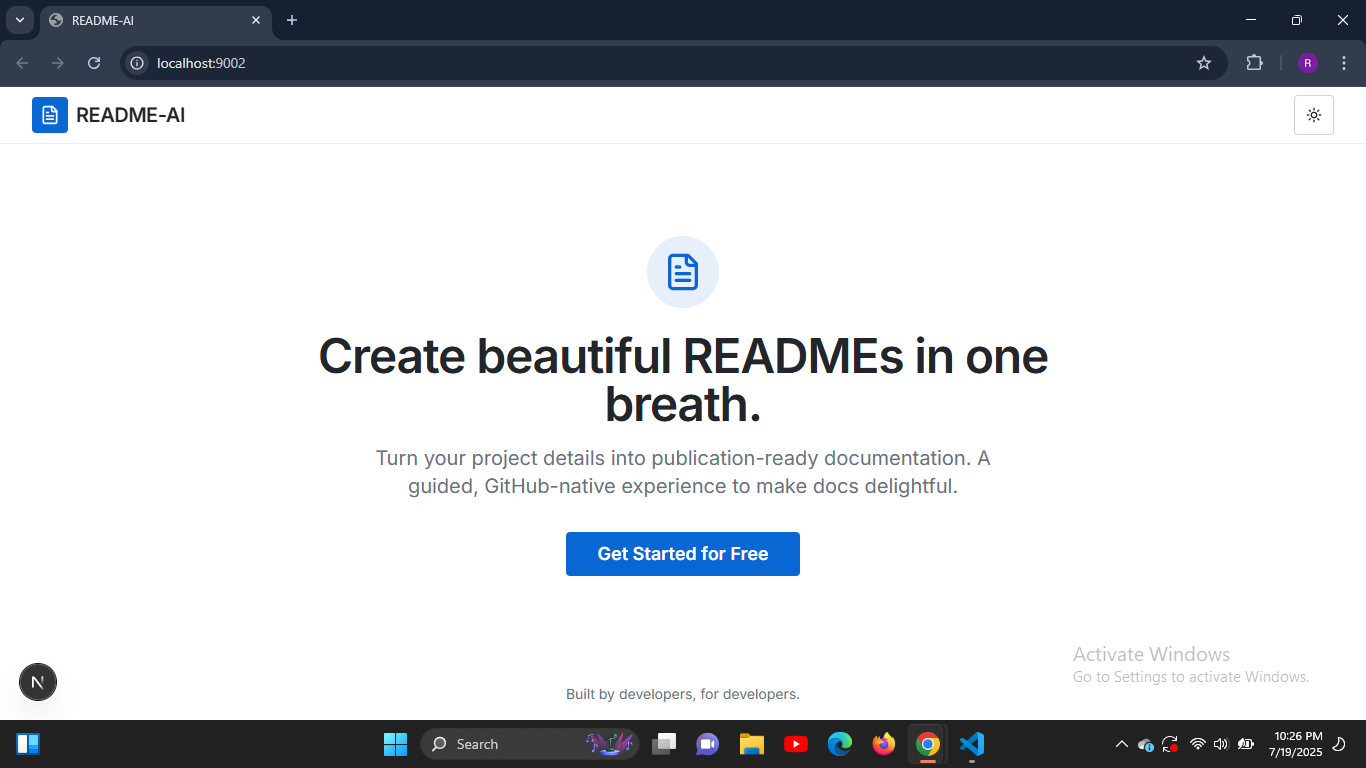 README-AI
localhost:9002
R
README-AI
Create beautiful READMEs in one
breath.
Turn your project details into publication-ready documentation. A
guided, GitHub-native experience to make docs delightful.
Get Started for Free
Activate Windows
Go to Settings to activate Windows.
N
Built by developers, for developers.
Search
10:26 PM
7/19/2025